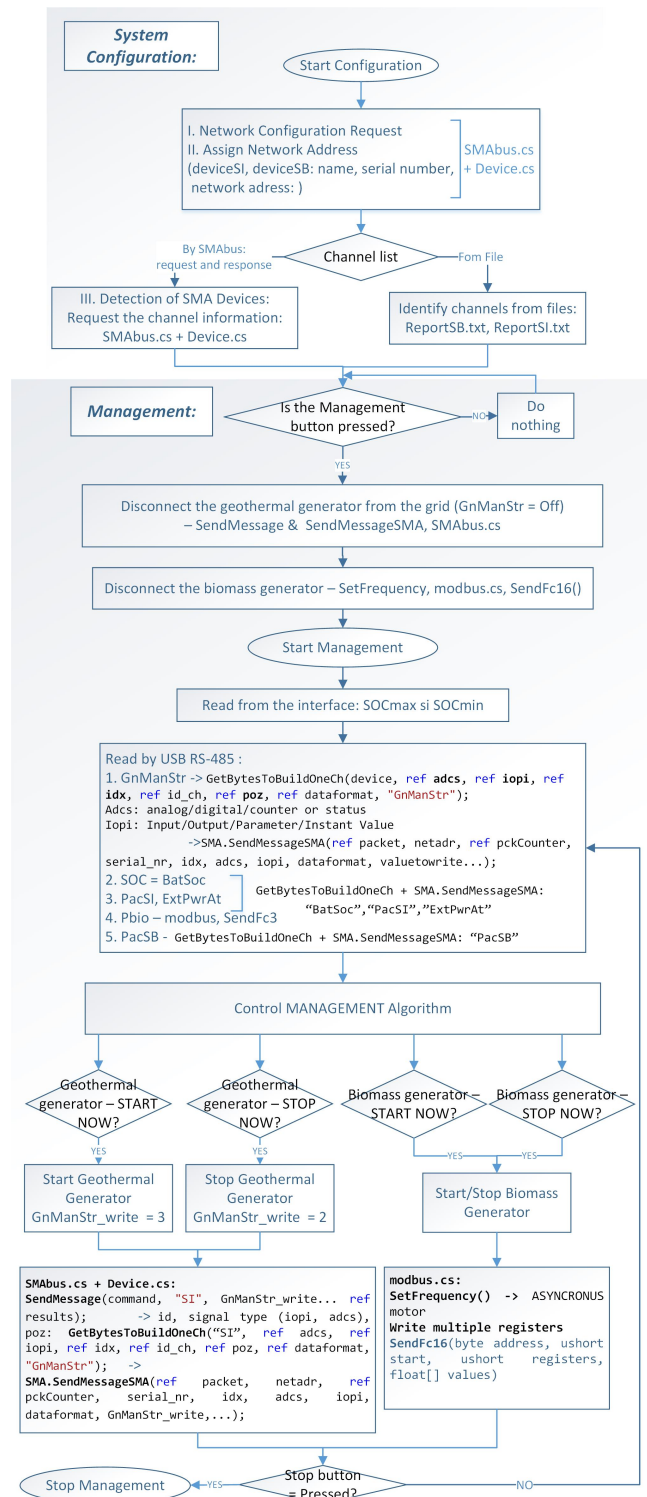 System
Configuration:
Start Configuration
I. Network Configuration Request
II. Assign Network Address
(deviceSI, deviceSB: name, serial number,
network adress: )
SMAbus.cs
+ Device.cs
Channel list
By SMAbus:
request and response
Fom File
III. Detection of SMA Devices:
Request the channel information:
SMAbus.cs + Device.cs
Identify channels from files:
ReportSB.txt, ReportSI.txt
Management:
Is the Management
button pressed?
NO
Do
nothing
YES
Disconnect the geothermal generator from the grid (GnManStr = Off)
– SendMessage & SendMessageSMA, SMAbus.cs
Disconnect the biomass generator – SetFrequency, modbus.cs, SendFc16()
Start Management
Read from the interface: SOCmax si SOCmin
Read by USB RS-485 :
1. GnManStr -> GetBytesToBuildOneCh(device, ref adcs, ref iopi, ref
idx, ref id_ch, ref poz, ref dataformat, "GnManStr");
Adcs: analog/digital/counter or status
Iopi: Input/Output/Parameter/Instant Value
->SMA.SendMessageSMA(ref packet, netadr, ref pckCounter,
serial_nr, idx, adcs, iopi, dataformat, valuetowrite...);
2. SOC = BatSoc
3. PacSI, ExtPwrAt
GetBytesToBuildOneCh + SMA.SendMessageSMA:
“BatSoc”,“PacSI”,”ExtPwrAt”
4. Pbio – modbus, SendFc3
5. PacSB - GetBytesToBuildOneCh + SMA.SendMessageSMA: “PacSB”
Control MANAGEMENT Algorithm
Geothermal
generator – START
NOW?
Geothermal
generator – STOP
NOW?
Biomass generator –
START NOW?
Biomass generator –
STOP NOW?
YES
YES
YES
YES
Start Geothermal
Generator
GnManStr_write = 3
Stop Geothermal
Generator
GnManStr_write = 2
Start/Stop Biomass
Generator
SMAbus.cs + Device.cs:
SendMessage(command, "SI", GnManStr_write... ref
results); -> id, signal type (iopi, adcs),
poz: GetBytesToBuildOneCh(“SI”, ref adcs, ref
iopi, ref idx, ref id_ch, ref poz, ref dataformat,
"GnManStr"); ->
SMA.SendMessageSMA(ref packet, netadr, ref
pckCounter, serial_nr, idx, adcs, iopi,
dataformat, GnManStr_write,...);
modbus.cs:
SetFrequency() -> ASYNCRONUS
motor
Write multiple registers
SendFc16(byte address, ushort
start, ushort registers,
float[] values)
Stop button
= Pressed?
YES
Stop Management
NO